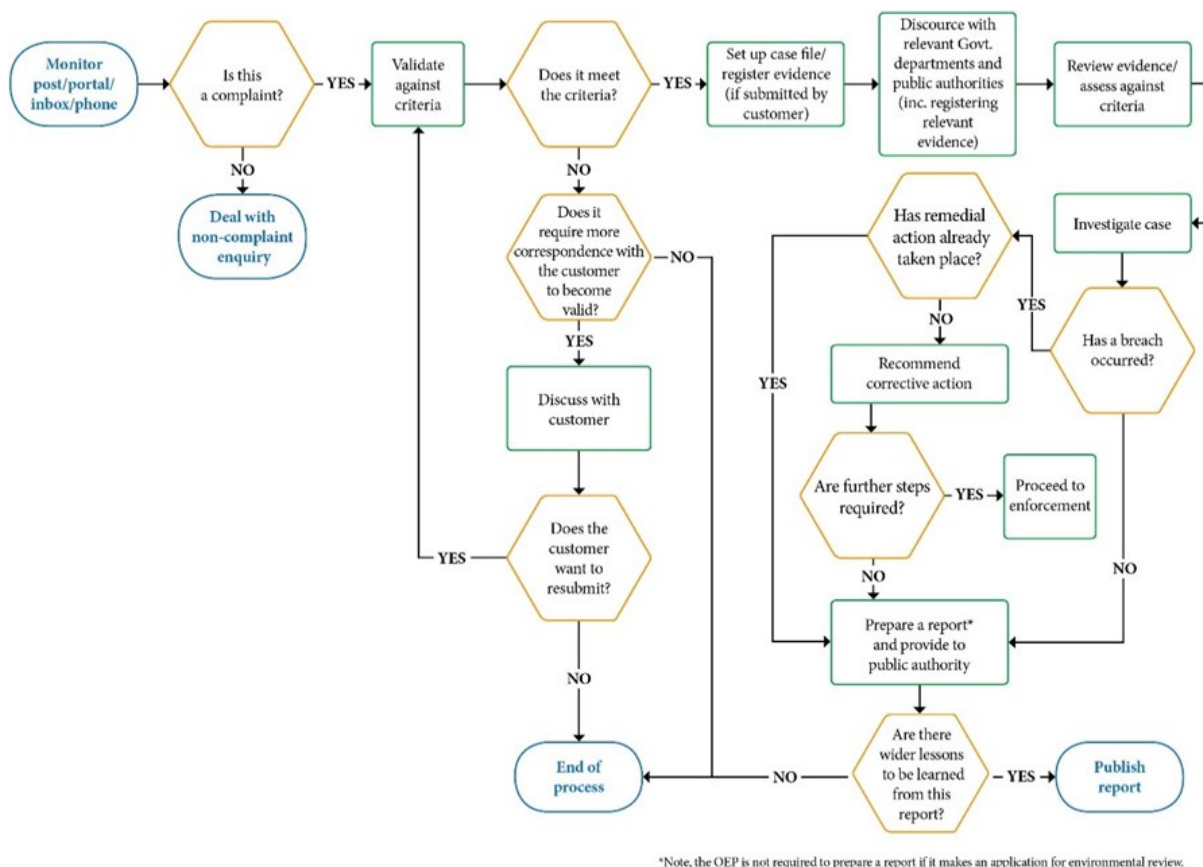 Monitor
post/portal/
inbox/phone
Is this
a complaint?
YES
Validate
against
criteria
Does it meet
the criteria?
YES
Set up case file/
register evidence
(if submitted by
customer)
Discource with
relevant Govt.
departments and
public authorities
(inc. registering
relevant
evidence)
Review evidence/
assess against
criteria
NO
Deal with
non-complaint
enquiry
NO
Does it
require more
correspondence with
the customer
to become
valid?
NO
YES
Discuss with
customer
Does the
customer
want to
resubmit?
YES
NO
End of
process
Investigate case
Has a breach
occurred?
YES
NO
Has remedial
action already
taken place?
YES
NO
Recommend
corrective action
Are further steps
required?
YES
Proceed to
enforcement
NO
Prepare a report*
and provide to
public authority
Are there
wider lessons
to be learned
from this
report?
NO
YES
Publish
report
*Note, the OEP is not required to prepare a report if it makes an application for environmental review.